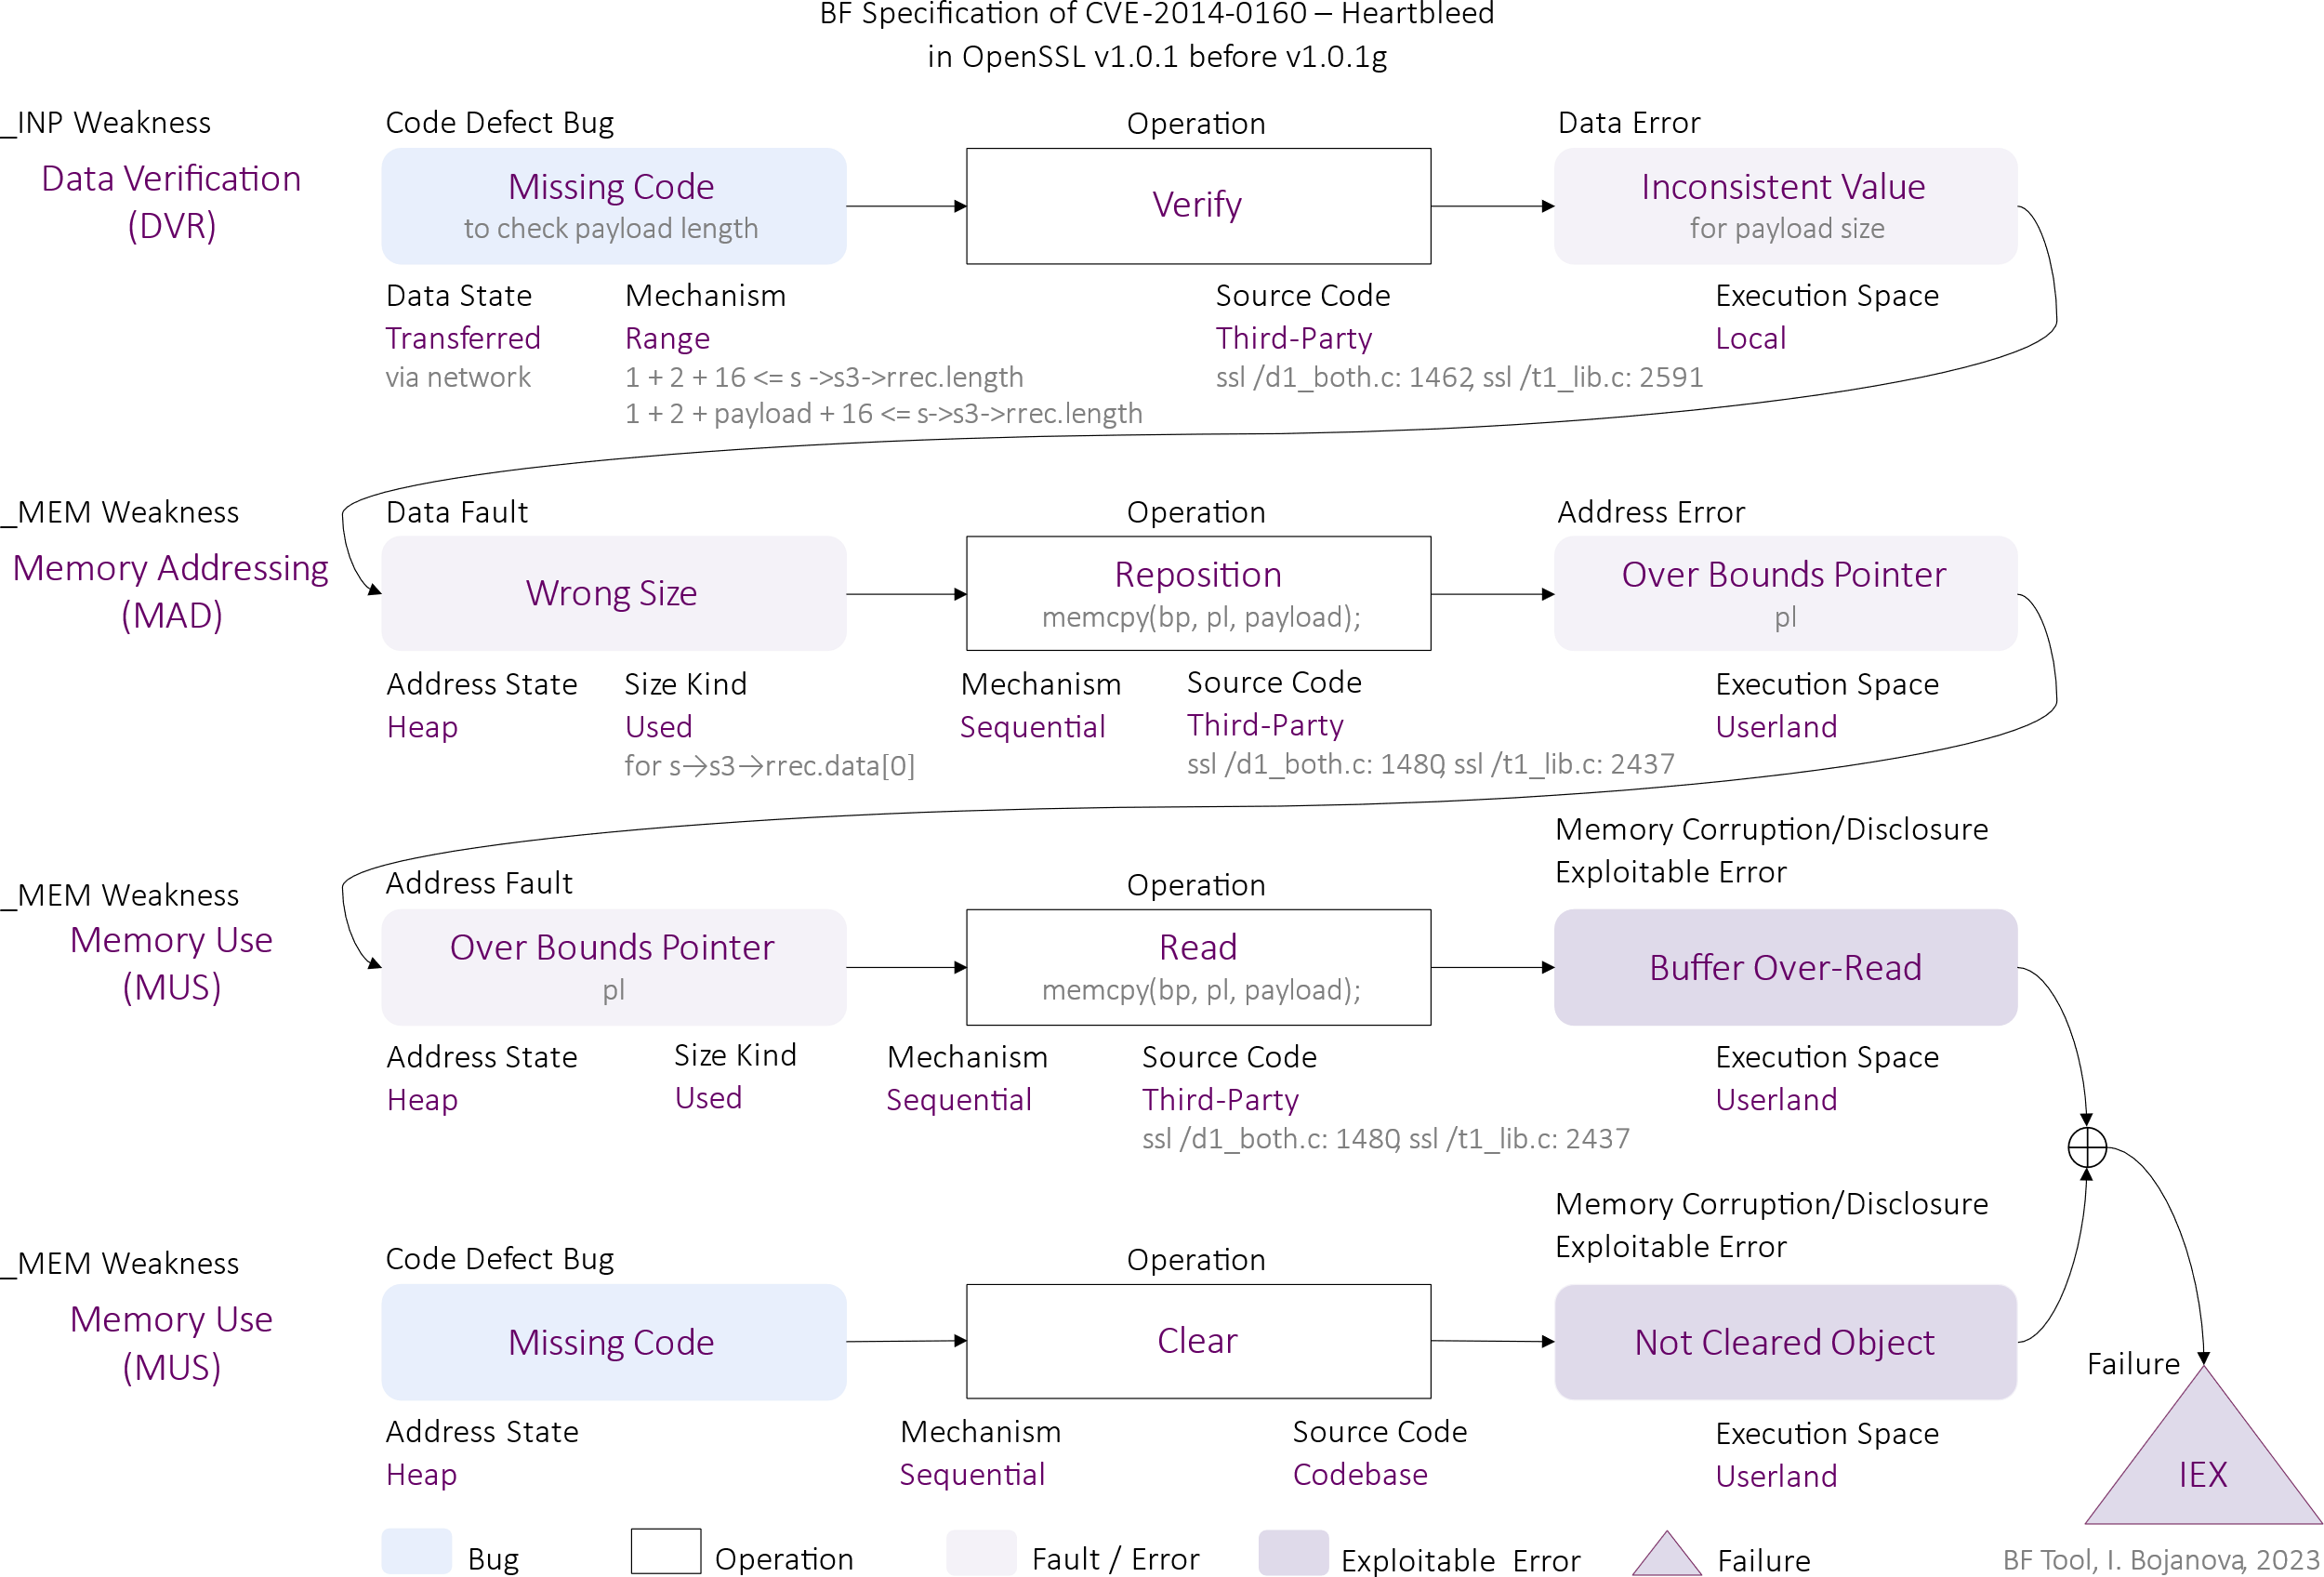 BF Specification of CVE-2014-0160 – Heartbleed
in OpenSSL v1.0.1 before v1.0.1g
_INP Weakness
Data Verification
(DVR)
Code Defect Bug
Missing Code
to check payload length
Operation
Verify
Data Error
Inconsistent Value
for payload size
Data State
Transferred
via network
Mechanism
Range
1 + 2 + 16 <= s ->s3->rrec.length
1 + 2 + payload + 16 <= s->s3->rrec.length
Source Code
Third-Party
ssl /d1_both.c: 1462, ssl /t1_lib.c: 2591
Execution Space
Local
_MEM Weakness
Memory Addressing
(MAD)
Data Fault
Wrong Size
Operation
Reposition
memcpy(bp, pl, payload);
Address Error
Over Bounds Pointer
pl
Address State
Heap
Size Kind
Used
for s→s3→rrec.data[0]
Mechanism
Sequential
Source Code
Third-Party
ssl /d1_both.c: 1480, ssl /t1_lib.c: 2437
Execution Space
Userland
_MEM Weakness
Memory Use
(MUS)
Address Fault
Over Bounds Pointer
pl
Operation
Read
memcpy(bp, pl, payload);
Memory Corruption/Disclosure
Exploitable Error
Buffer Over-Read
Address State
Heap
Size Kind
Used
Mechanism
Sequential
Source Code
Third-Party
ssl /d1_both.c: 1480, ssl /t1_lib.c: 2437
Execution Space
Userland
_MEM Weakness
Memory Use
(MUS)
Code Defect Bug
Missing Code
Operation
Clear
Memory Corruption/Disclosure
Exploitable Error
Not Cleared Object
Address State
Heap
Mechanism
Sequential
Source Code
Codebase
Execution Space
Userland
Failure
IEX
Bug
Operation
Fault / Error
Exploitable Error
Failure
BF Tool, I. Bojanova, 2023